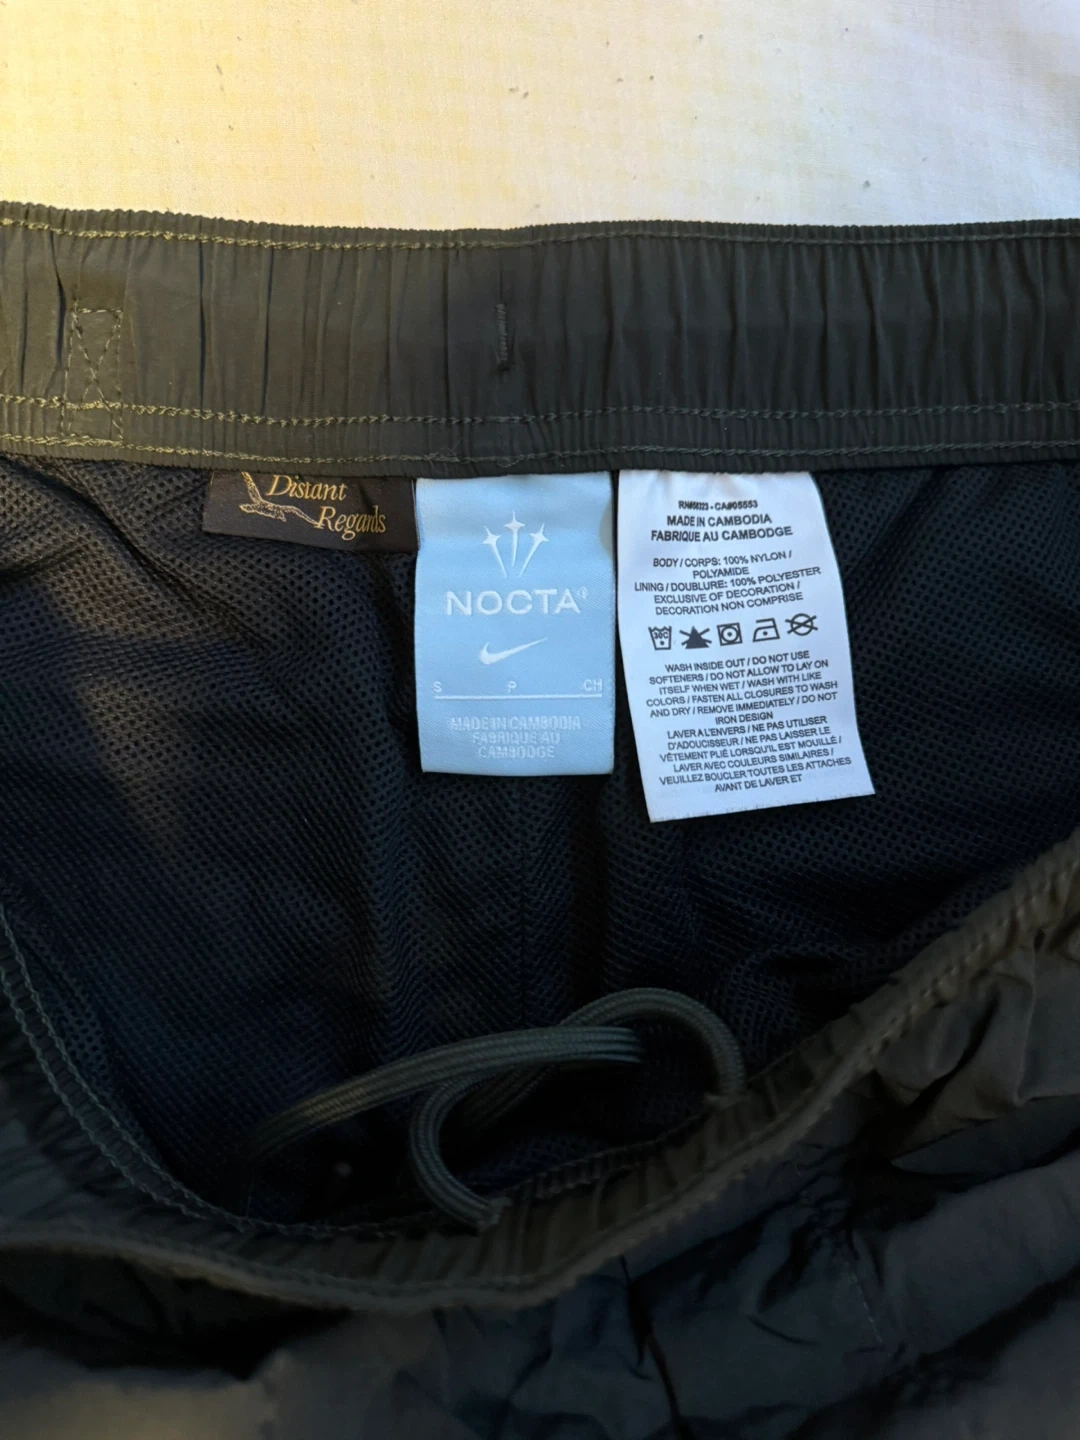 Distant
Regards
NOCTA®
S P CH
MADE IN CAMBODIA
FABRIQUE AU
CAMBODGE
CA#05553
MADE IN CAMBODIA
FABRIQUE AU CAMBODGE
BODY / CORPS: 100% NYLON /
POLYAMIDE
LINING / DOUBLURE: 100% POLYESTER
EXCLUSIVE OF DECORATION /
DECORATION NON COMPRISE
30C
WASH INSIDE OUT / DO NOT USE
SOFTENERS / DO NOT ALLOW TO LAY ON
ITSELF WHEN WET / WASH WITH LIKE
COLORS / FASTEN ALL CLOSURES TO WASH
AND DRY / REMOVE IMMEDIATELY / DO NOT
IRON DESIGN
LAVER A L'ENVERS / NE PAS UTILISER
D'ADOUCISSEUR / NE PAS LAISSER LE
VÊTEMENT PLIÉ LORSQU'IL EST MOUILLÉ /
LAVER AVEC COULEURS SIMILAIRES /
VEUILLEZ BOUCLER TOUTES LES ATTACHES
AVANT DE LAVER ET